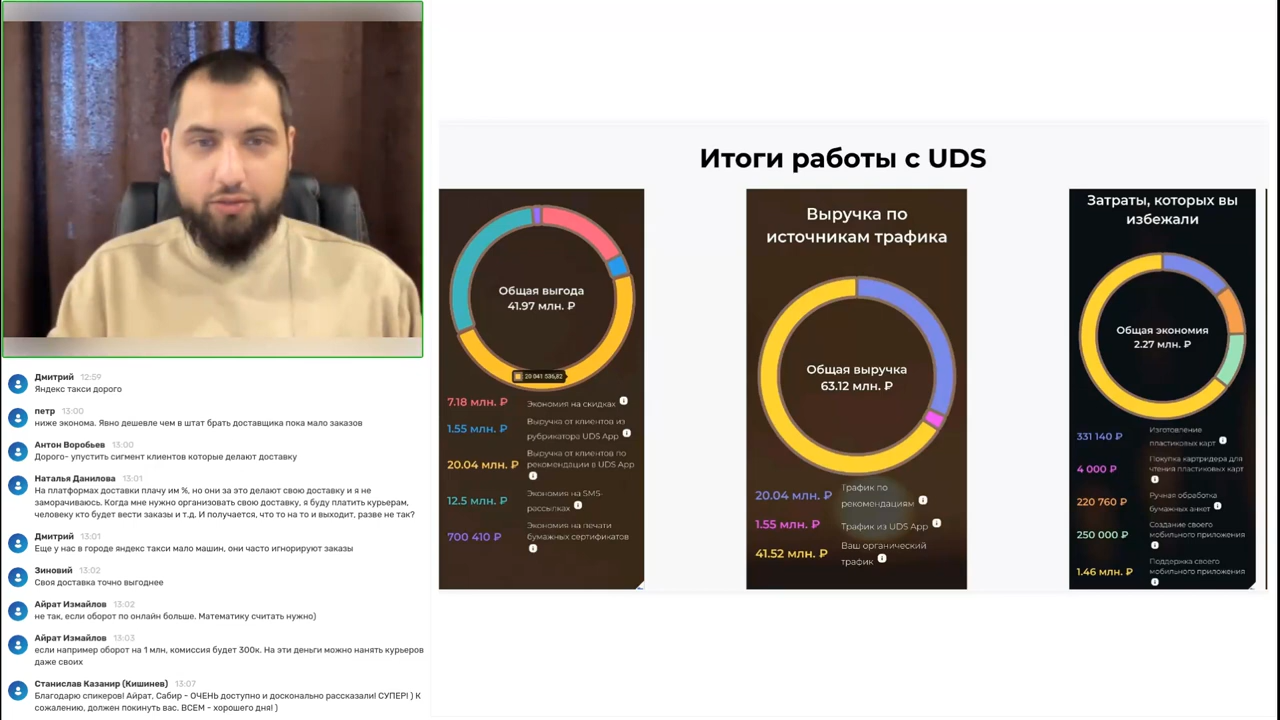 Дмитрий 12:59
Яндекс такси дорого
петр 13:00
ниже эконома. Явно дешевле чем в штат брать доставщика пока мало заказов
Антон Воробьев 13:00
Дорого- упустить сигмент клиентов которые делают доставку
Наталья Данилова 13:01
На платформах доставки плачу им %, но они за это делают свою доставку и я не
заморачиваюсь. Когда мне нужно организовать свою доставку, я буду платить курьерам,
человеку кто будет вести заказы и т.д. И получается, что то на то и выходит, разве не так?
Дмитрий 13:01
Еще у нас в городе яндекс такси мало машин, они часто игнорируют заказы
Зиновий 13:02
Своя доставка точно выгоднее
Айрат Измайлов 13:02
не так, если оборот по онлайн больше. Математику считать нужно)
Айрат Измайлов 13:03
если например оборот на 1 млн, комиссия будет 300к. На эти деньги можно нанять курьеров
даже своих
Станислав Казанир (Кишинев) 13:07
Благодарю спикеров! Айрат, Сабир - ОЧЕНЬ доступно и досконально рассказали! СУПЕР! ) К
сожалению, должен покинуть вас. ВСЕМ - хорошего дня! )
Итоги работы с UDS
Общая выгода
41.97 млн. ₽
20 041 536,82
7.18 млн. ₽ Экономия на скидках
1.55 млн. ₽ Выручка от клиентов из
рубрикатора UDS App
20.04 млн. ₽ Выручка от клиентов по
рекомендации в UDS App
12.5 млн. ₽ Экономия на SMS-
рассылках
700 410 ₽ Экономия на печати
бумажных сертификатов
Выручка по
источникам трафика
Общая выручка
63.12 млн. ₽
20.04 млн. ₽ Трафик по
рекомендациям
1.55 млн. ₽ Трафик из UDS App
41.52 млн. ₽ Ваш органический
трафик
Затраты, которых вы
избежали
Общая экономия
2.27 млн. ₽
331 140 ₽ Изготовление
пластиковых карт
4 000 ₽ Покупка картридера для
чтения пластиковых карт
220 760 ₽ Ручная обработка
бумажных анкет
250 000 ₽ Создание своего
мобильного приложения
1.46 млн. ₽ Поддержка своего
мобильного приложения